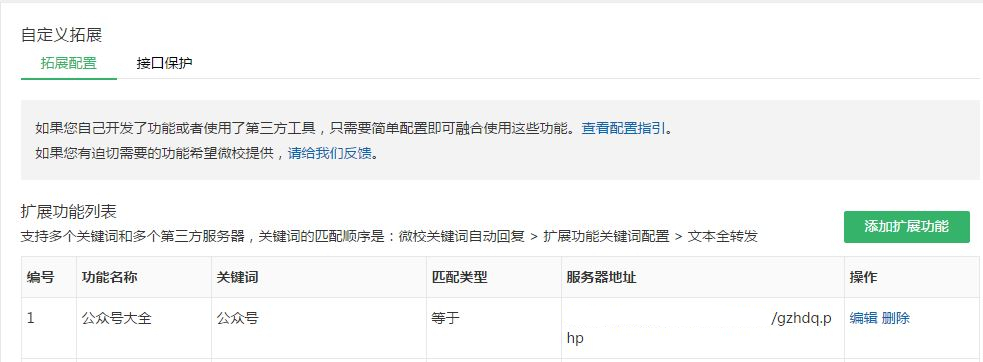 自定义拓展
拓展配置 接口保护
如果您自己开发了功能或者使用了第三方工具，只需要简单配置即可融合使用这些功能。查看配置指引。
如果您有迫切需要的功能希望微校提供，请给我们反馈。
扩展功能列表
支持多个关键词和多个第三方服务器，关键词的匹配顺序是：微校关键词自动回复 > 扩展功能关键词配置 > 文本全转发
添加扩展功能
编号 功能名称 关键词 匹配类型 服务器地址 操作
1 公众号大全 公众号 等于 /gzhdq.p 编辑 删除
hp